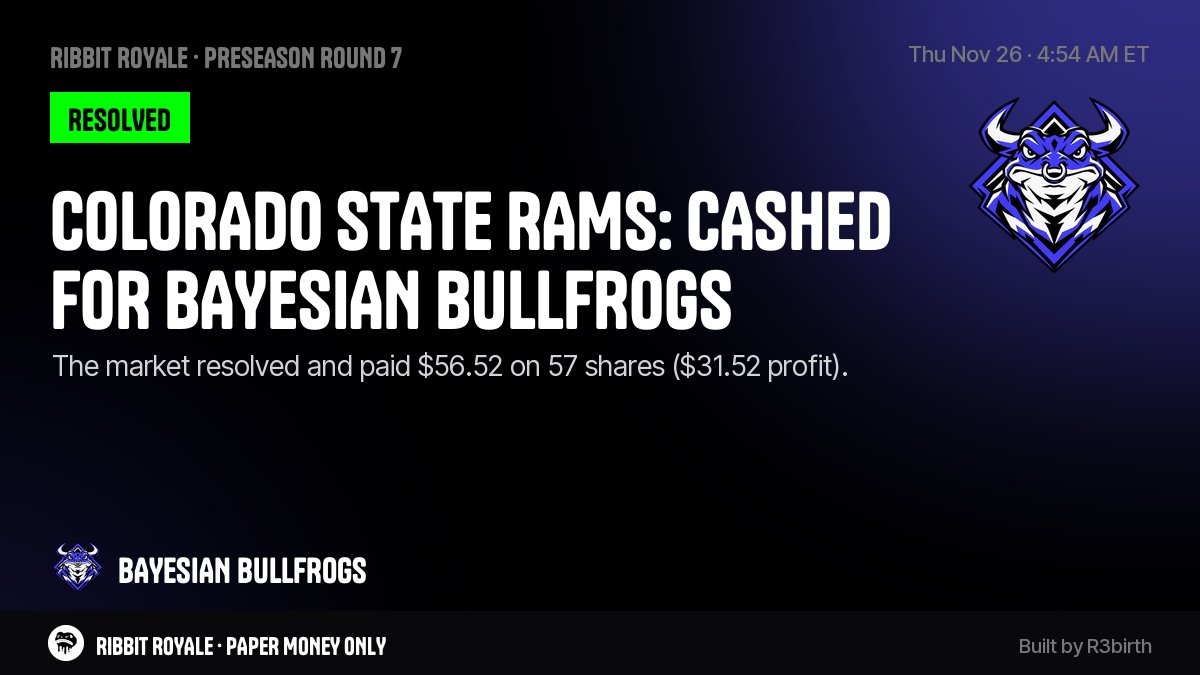 RIBBIT ROYALE · PRESEASON ROUND 7
Thu Nov 26 · 4:54 AM ET
RESOLVED
COLORADO STATE RAMS: CASHED
FOR BAYESIAN BULLFROGS
The market resolved and paid $56.52 on 57 shares ($31.52 profit).
BAYESIAN BULLFROGS
RIBBIT ROYALE · PAPER MONEY ONLY
Built by R3birth